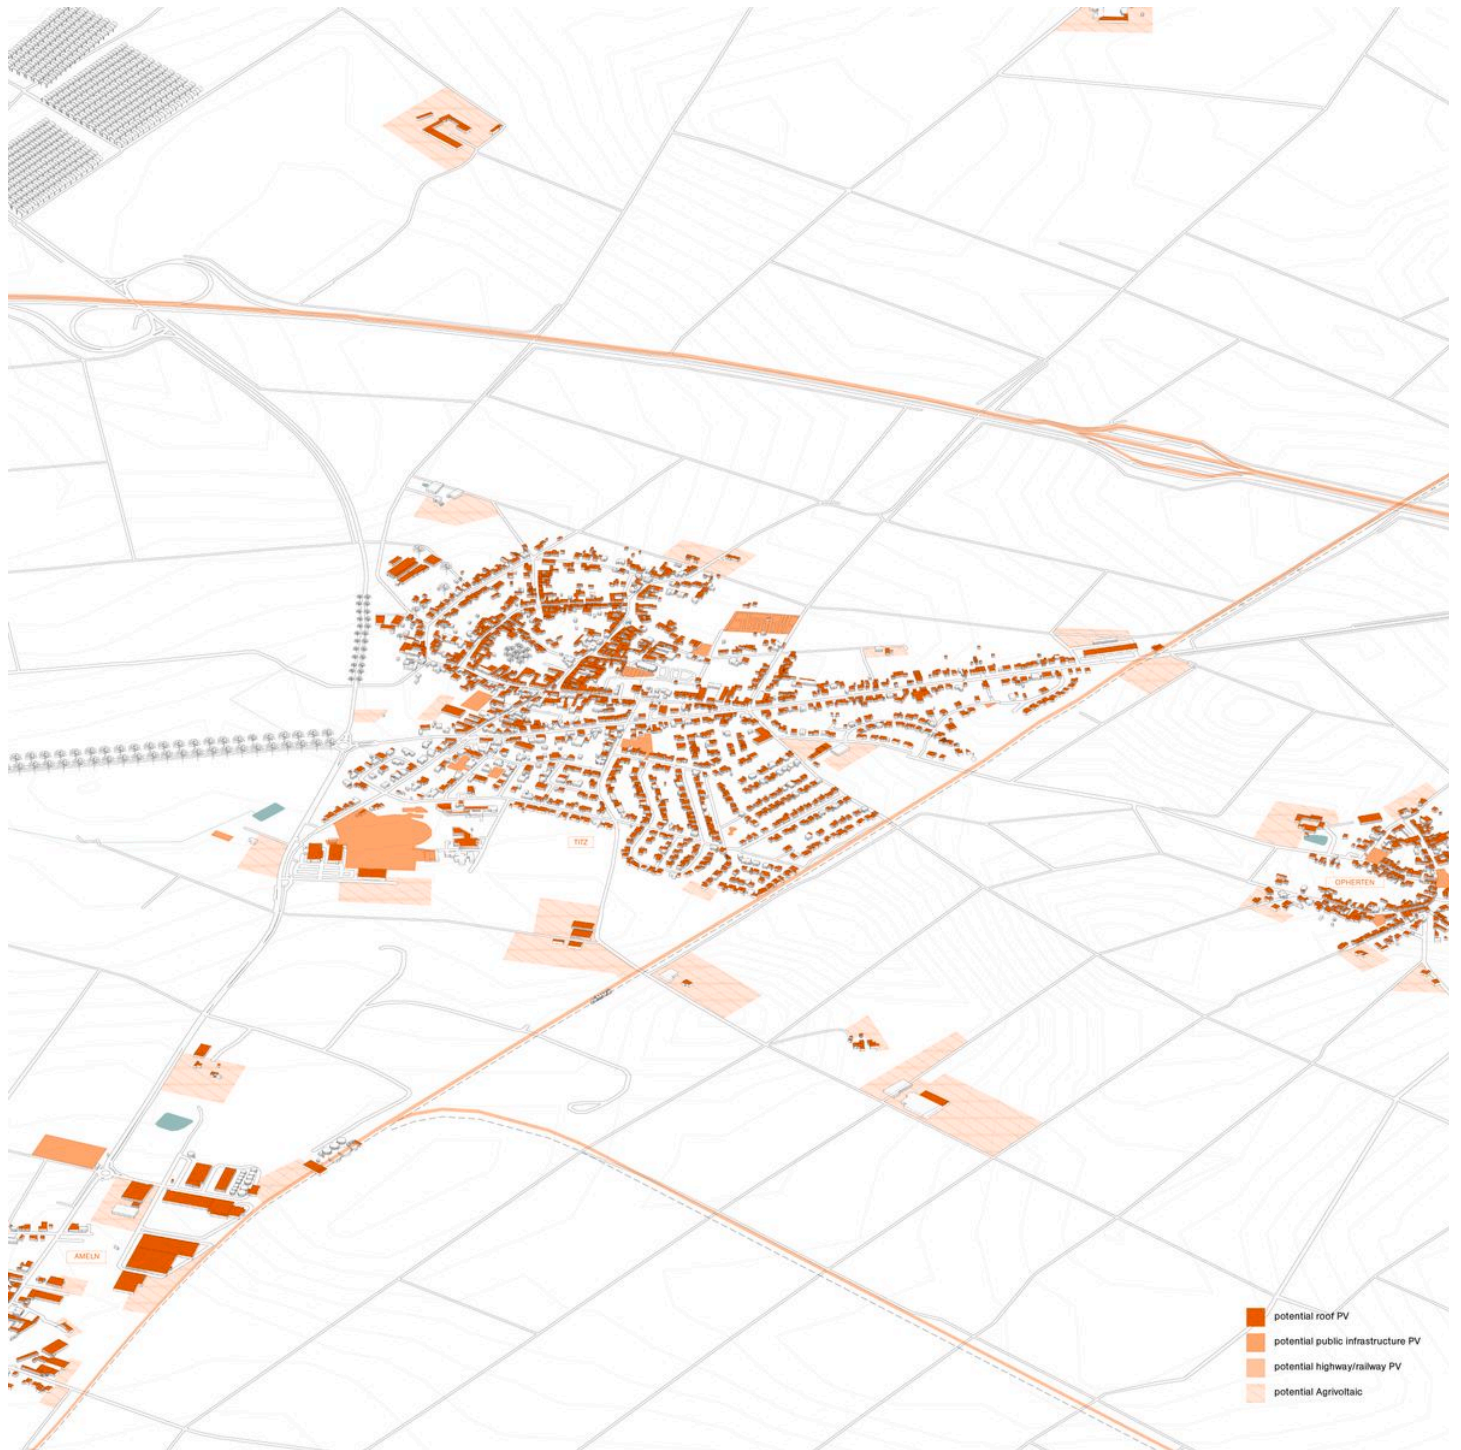 TITZ
OPHERTEN
AMELN
potential roof PV
potential public infrastructure PV
potential highway/railway PV
potential Agrivoltaic